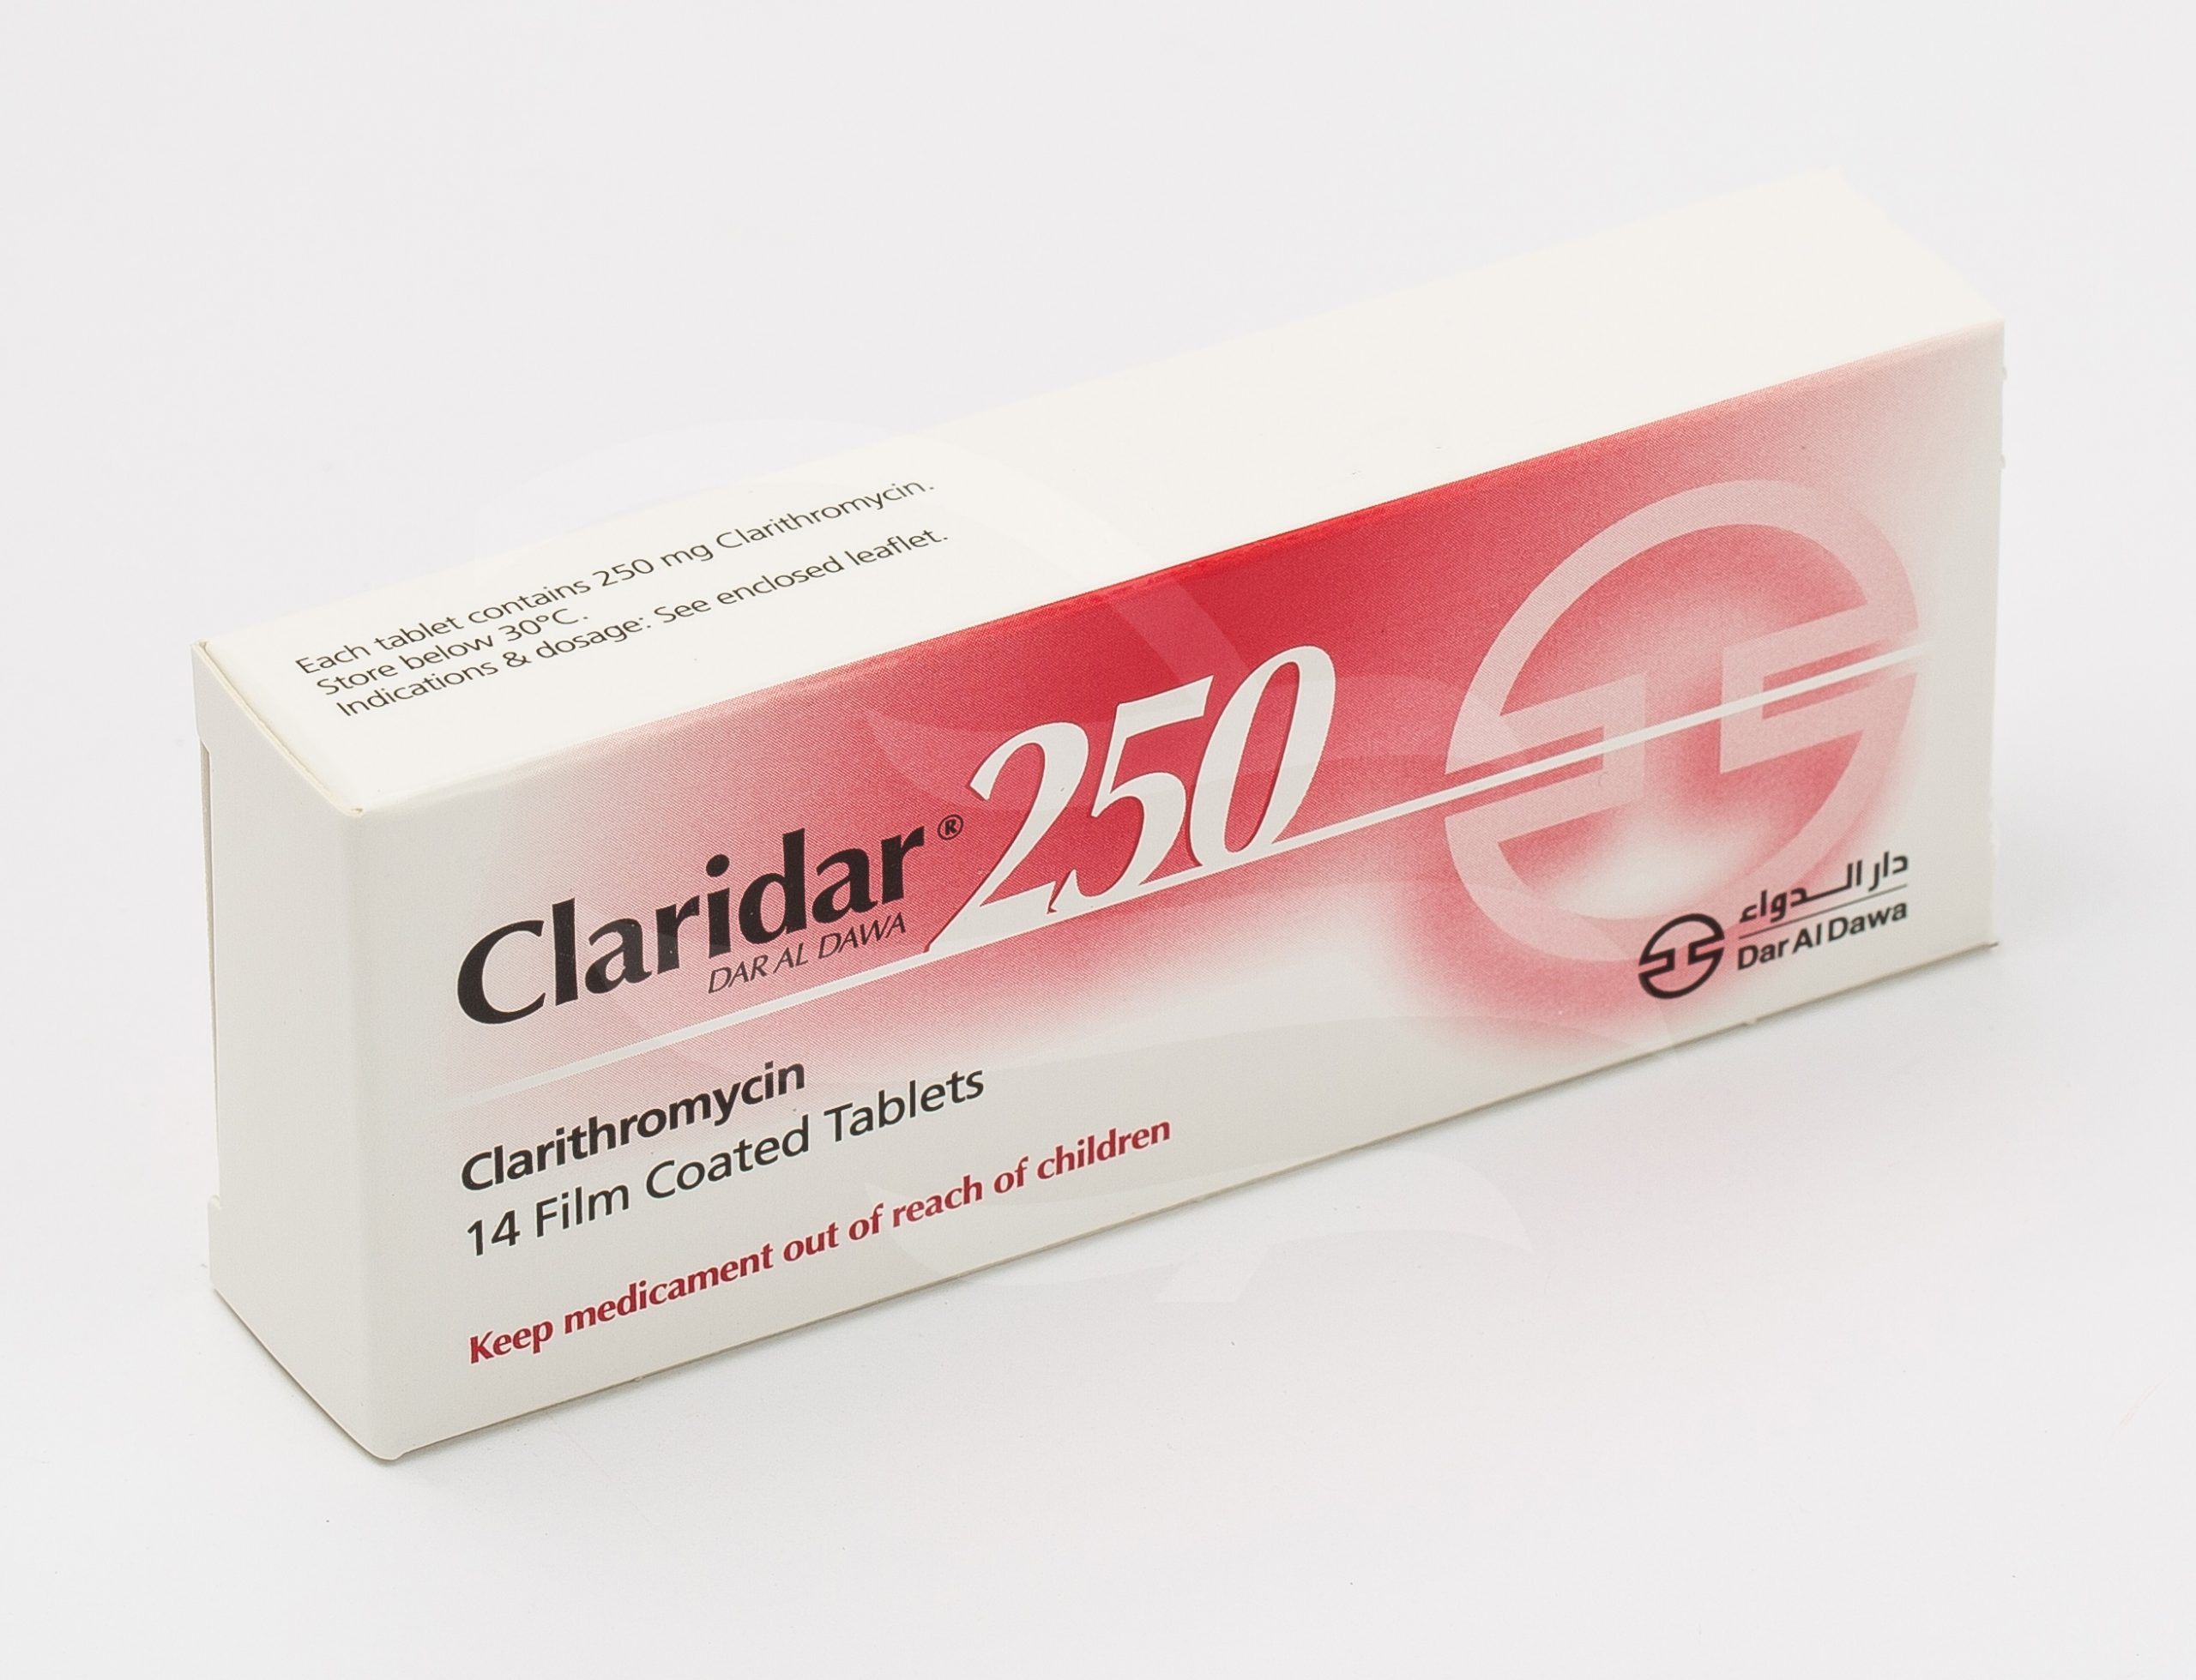 Each tablet contains 250 mg Clarithromycin.
Store below 30°C.
Indications & dosage: See enclosed leaflet.
Claridar® 250
DAR AL DAWA
Clarithromycin
14 Film Coated Tablets
Keep medicament out of reach of children
دار الـدواء
Dar Al Dawa